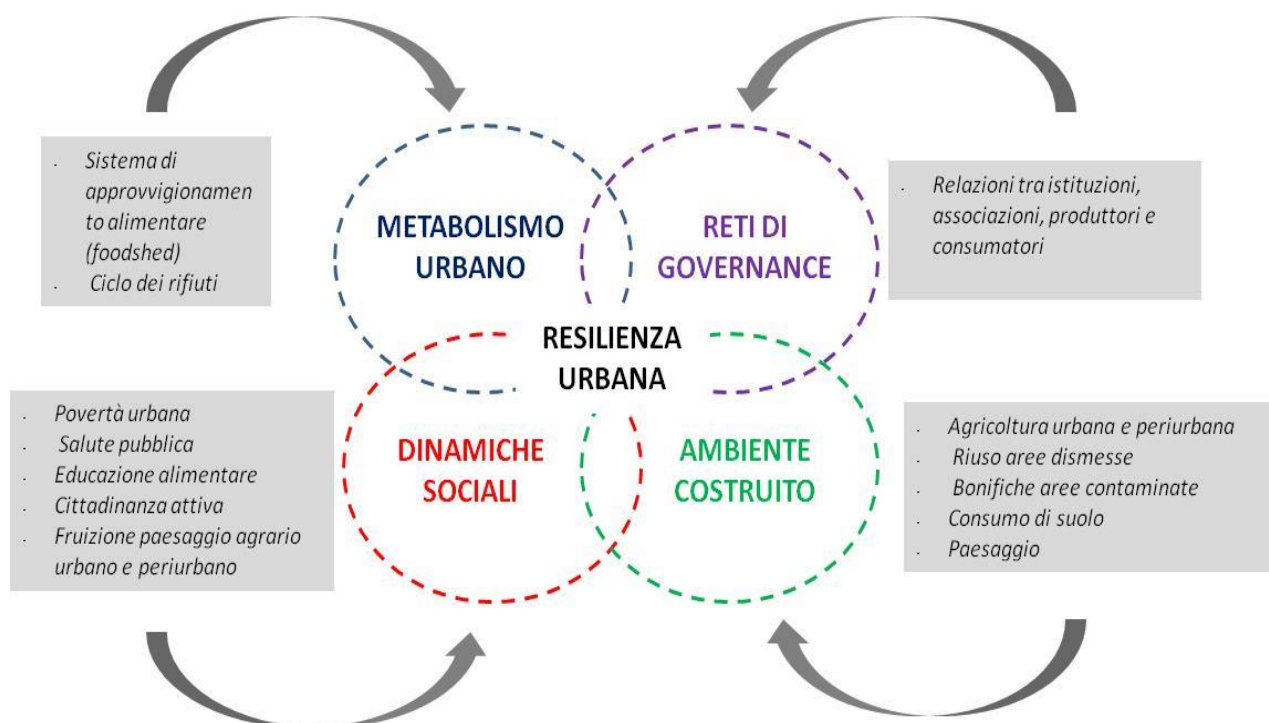 · Sistema di
approvvigionamen
to alimentare
(foodshed)
· Ciclo dei rifiuti
METABOLISMO
URBANO
RETI DI
GOVERNANCE
· Relazioni tra istituzioni,
associazioni, produttori e
consumatori
RESILIENZA
URBANA
· Povertà urbana
· Salute pubblica
· Educazione alimentare
· Cittadinanza attiva
· Fruizione paesaggio agrario
urbano e periurbano
DINAMICHE
SOCIALI
AMBIENTE
COSTRUITO
· Agricoltura urbana e periurbana
· Riuso aree dismesse
· Bonifiche aree contaminate
· Consumo di suolo
· Paesaggio